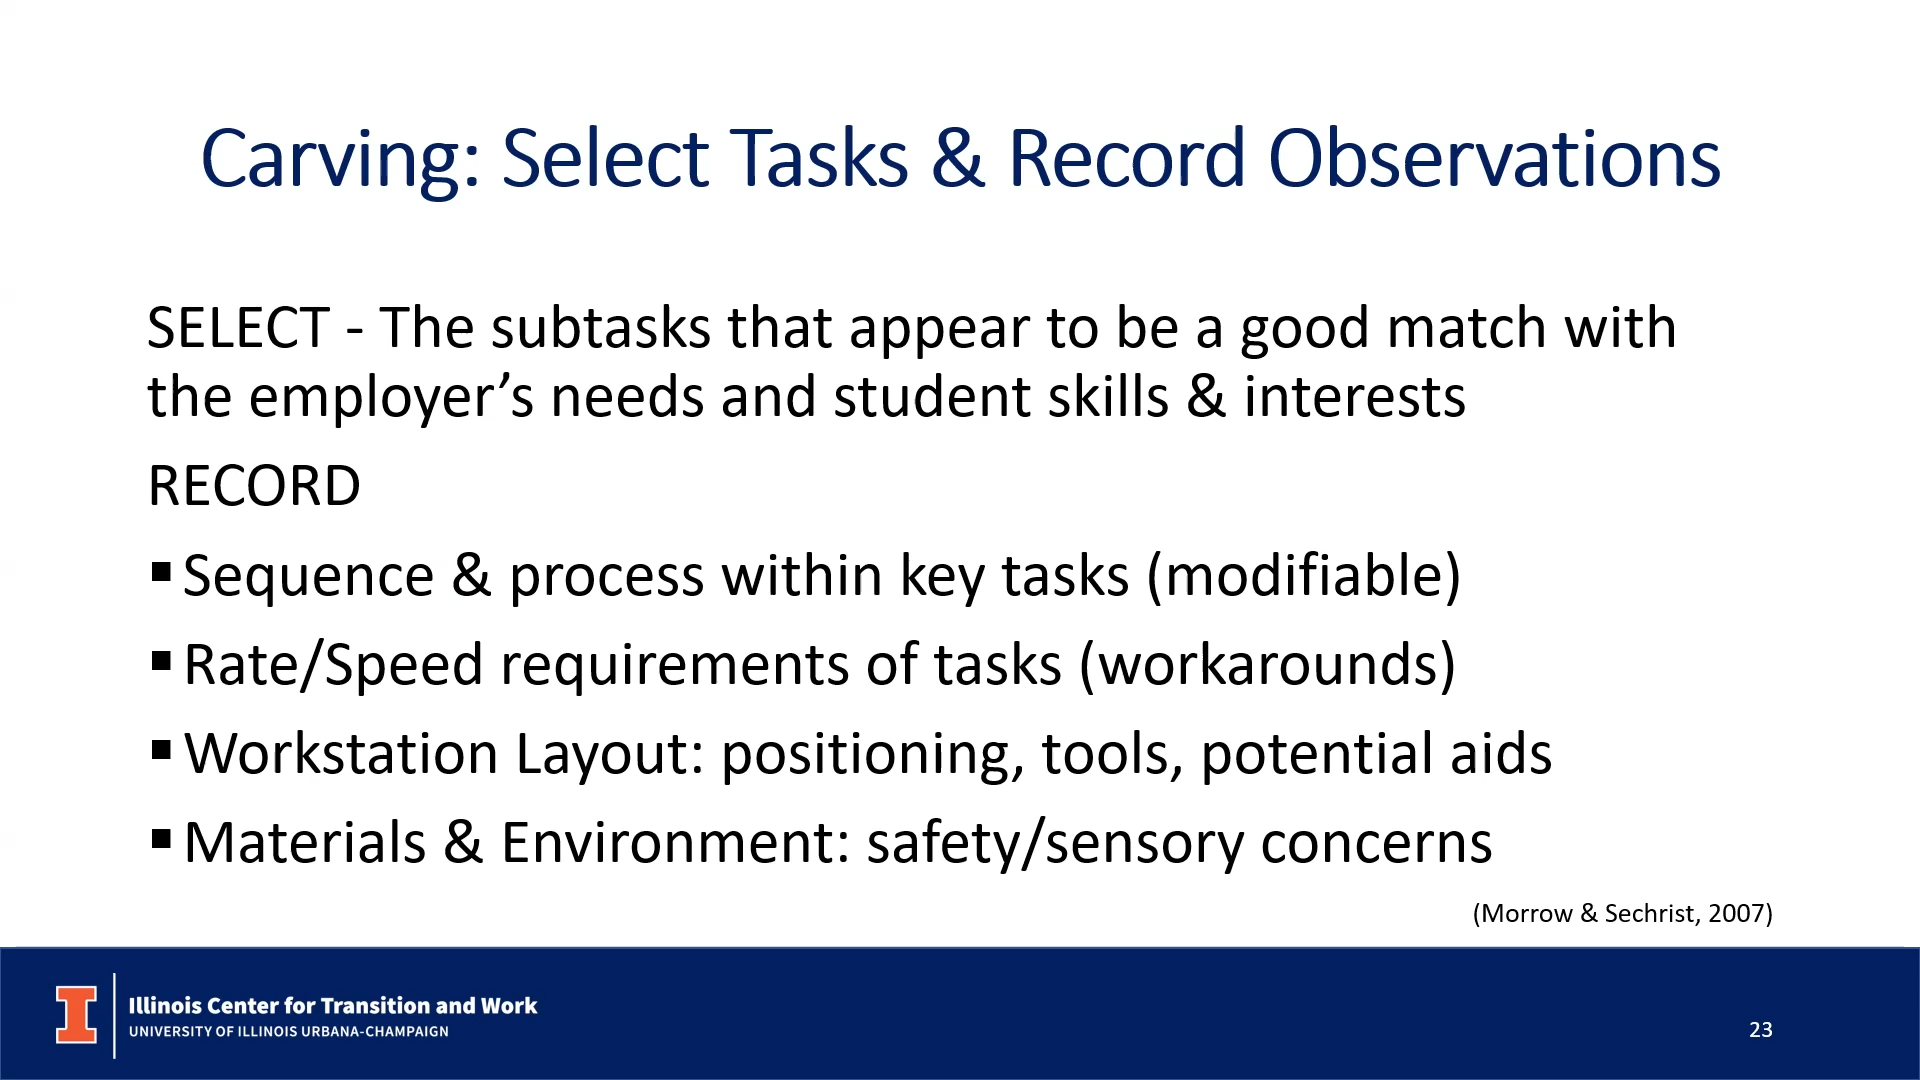 Carving: Select Tasks & Record Observations
SELECT - The subtasks that appear to be a good match with
the employer’s needs and student skills & interests
RECORD
▪ Sequence & process within key tasks (modifiable)
▪ Rate/Speed requirements of tasks (workarounds)
▪ Workstation Layout: positioning, tools, potential aids
▪ Materials & Environment: safety/sensory concerns
(Morrow & Sechrist, 2007)
Illinois Center for Transition and Work
UNIVERSITY OF ILLINOIS URBANA-CHAMPAIGN
23